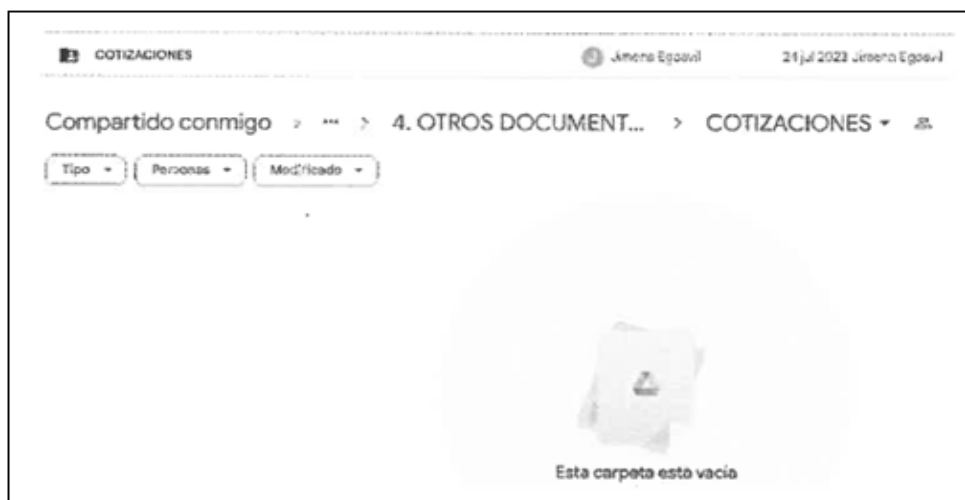 COTIZACIONES Jimena Egoavil 24 jul 2023 Jimena Egoavil
Compartido conmigo > ... > 4. OTROS DOCUMENT... > COTIZACIONES
Tipo Personas Modificado
Esta carpeta esta vacía